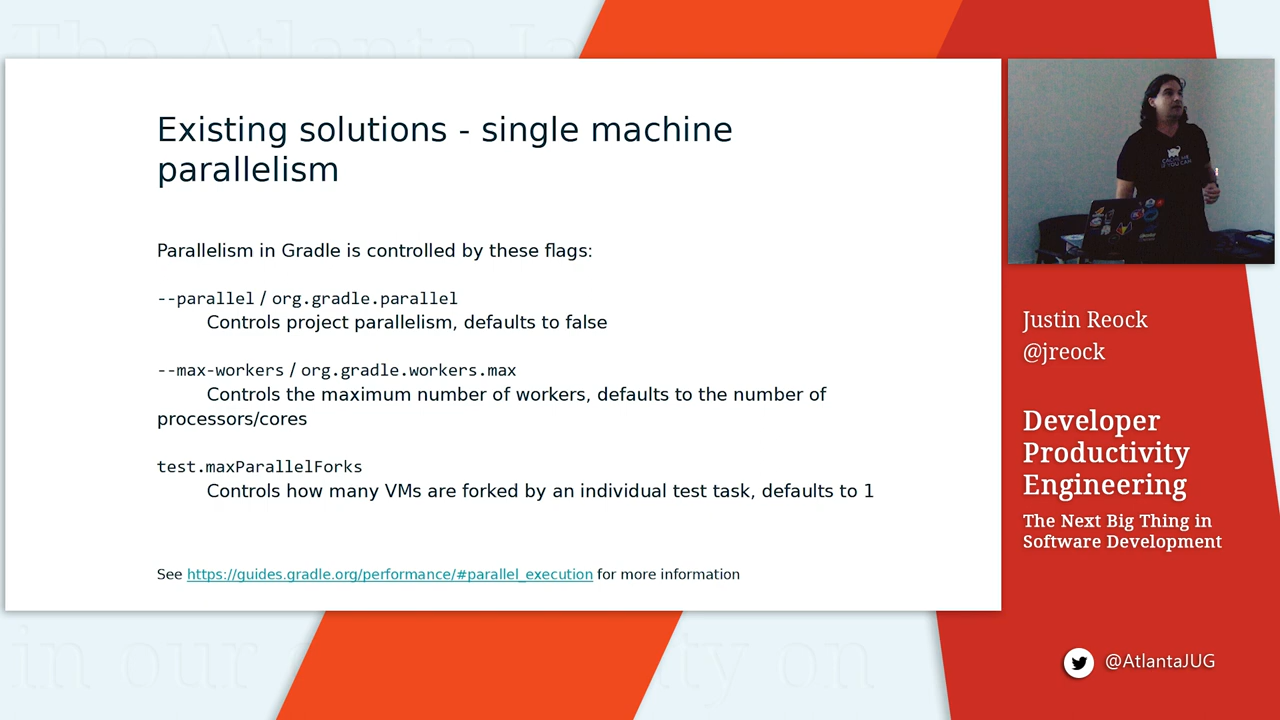 Existing solutions - single machine
parallelism
Parallelism in Gradle is controlled by these flags:
--parallel / org.gradle.parallel
Controls project parallelism, defaults to false
--max-workers / org.gradle.workers.max
Controls the maximum number of workers, defaults to the number of
processors/cores
test.maxParallelForks
Controls how many VMs are forked by an individual test task, defaults to 1
See https://guides.gradle.org/performance/#parallel_execution for more information
Justin Reock
@jreock
Developer
Productivity
Engineering
The Next Big Thing in
Software Development
@AtlantaJUG